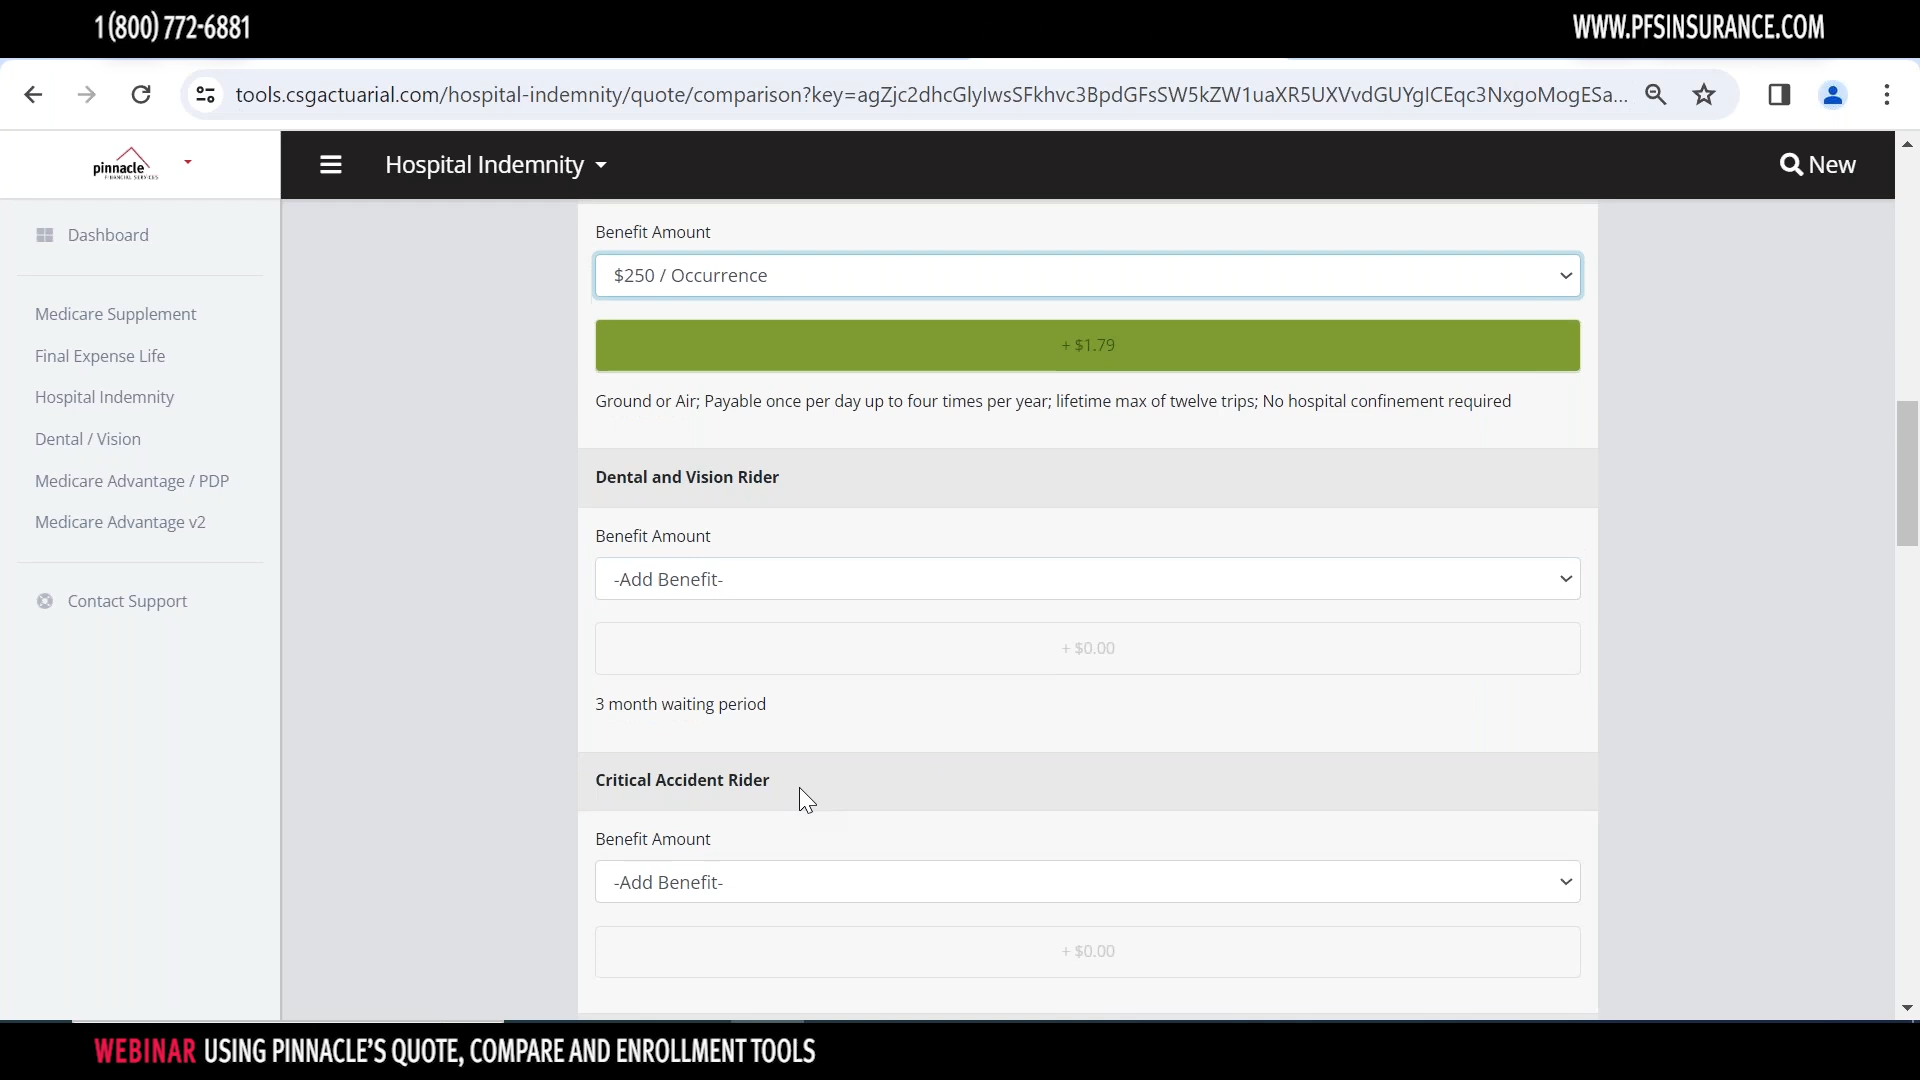 1 (800) 772-6881
WWW.PFSINSURANCE.COM
tools.csgactuarial.com/hospital-indemnity/quote/comparison?key=agZjc2dhcGlyIwsSFkhvc3BpdGFsSW5kZW1uaXR5UXVvdGUYgICEqc3NxgoMogESa...
pinnacle
FINANCIAL SERVICES
Hospital Indemnity
New
Dashboard
Medicare Supplement
Final Expense Life
Hospital Indemnity
Dental / Vision
Medicare Advantage / PDP
Medicare Advantage v2
Contact Support
Benefit Amount
$250 / Occurrence
+ $1.79
Ground or Air; Payable once per day up to four times per year; lifetime max of twelve trips; No hospital confinement required
Dental and Vision Rider
Benefit Amount
-Add Benefit-
+ $0.00
3 month waiting period
Critical Accident Rider
Benefit Amount
-Add Benefit-
+ $0.00
WEBINAR USING PINNACLE'S QUOTE, COMPARE AND ENROLLMENT TOOLS